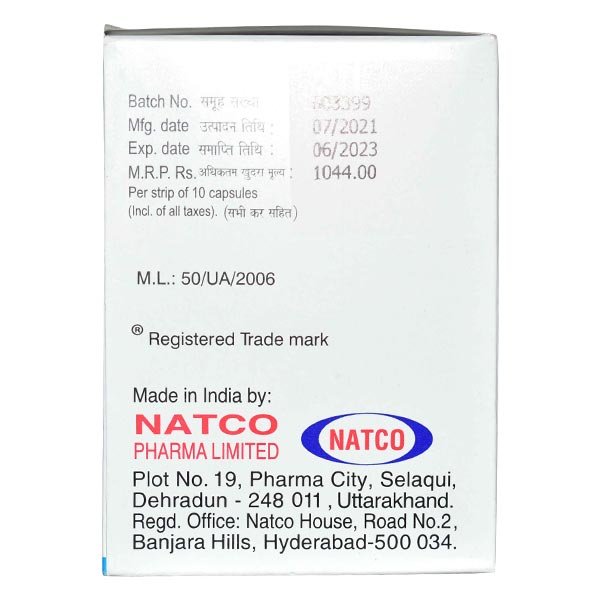 Batch No. समूह संख्या 603399
Mfg. date उत्पादन तिथि : 07/2021
Exp. date समाप्ति तिथि : 06/2023
M.R.P. Rs. अधिकतम खुदरा मूल्य : 1044.00
Per strip of 10 capsules
(Incl. of all taxes). (सभी कर सहित)
M.L.: 50/UA/2006
® Registered Trade mark
Made in India by:
NATCO
PHARMA LIMITED
NATCO
Plot No. 19, Pharma City, Selaqui,
Dehradun - 248 011 , Uttarakhand.
Regd. Office: Natco House, Road No.2,
Banjara Hills, Hyderabad-500 034.